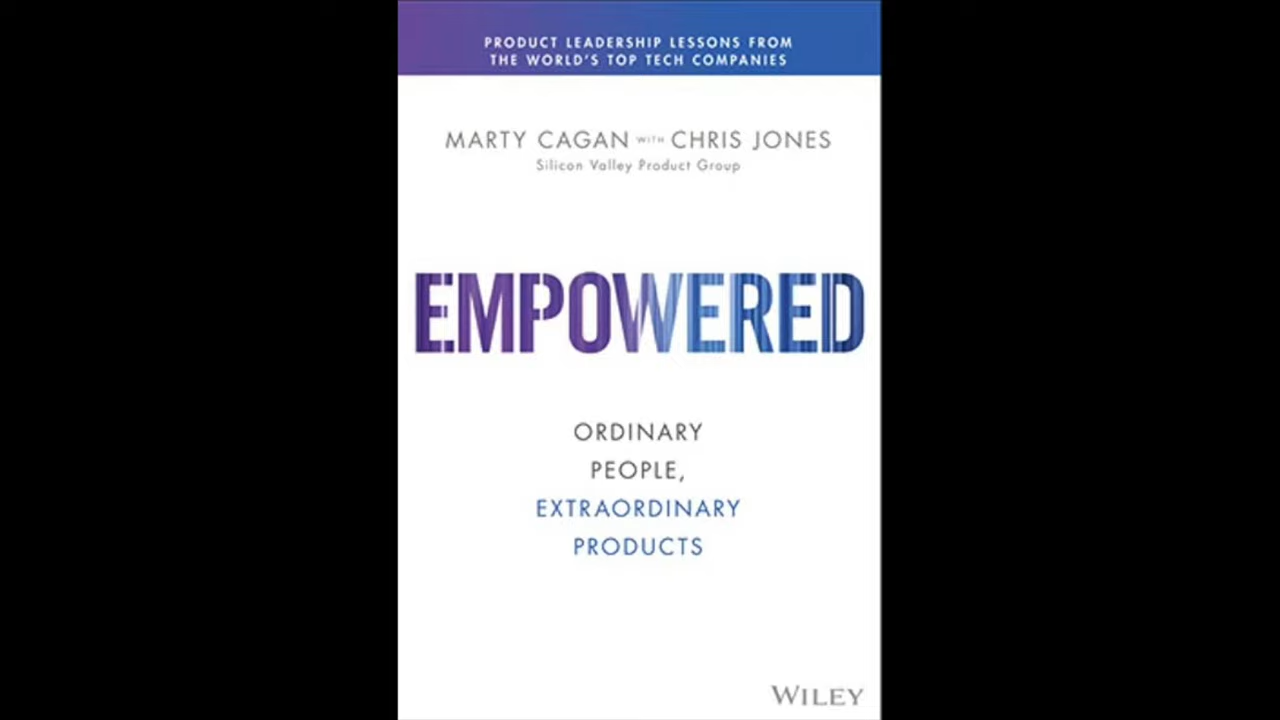 PRODUCT LEADERSHIP LESSONS FROM
THE WORLD'S TOP TECH COMPANIES
MARTY CAGAN WITH CHRIS JONES
Silicon Valley Product Group
EMPOWERED
ORDINARY
PEOPLE,
EXTRAORDINARY
PRODUCTS
WILEY